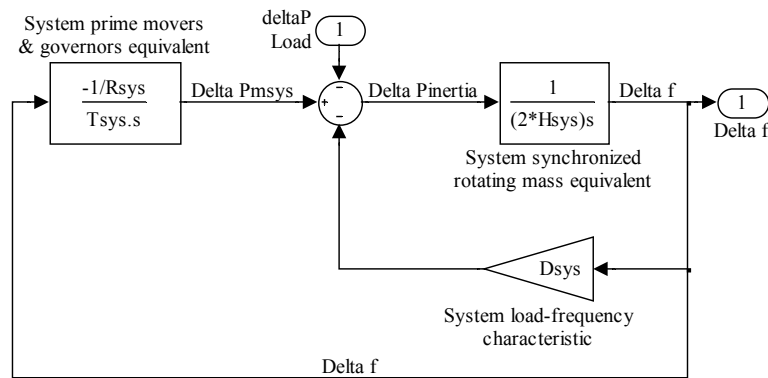 System prime movers
& governors equivalent
deltaP
Load
1
-1/Rsys
Tsys.s
Delta Pmsys
-
+
-
Delta Pinertia
1
(2*Hsys)s
Delta f
1
Delta f
System synchronized
rotating mass equivalent
Dsys
System load-frequency
characteristic
Delta f